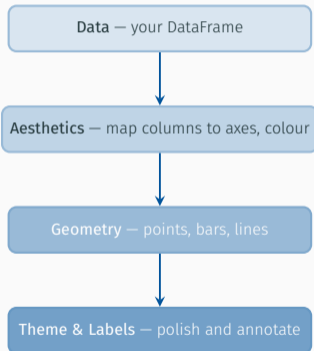 Data — your DataFrame
Aesthetics — map columns to axes, colour
Geometry — points, bars, lines
Theme & Labels — polish and annotate